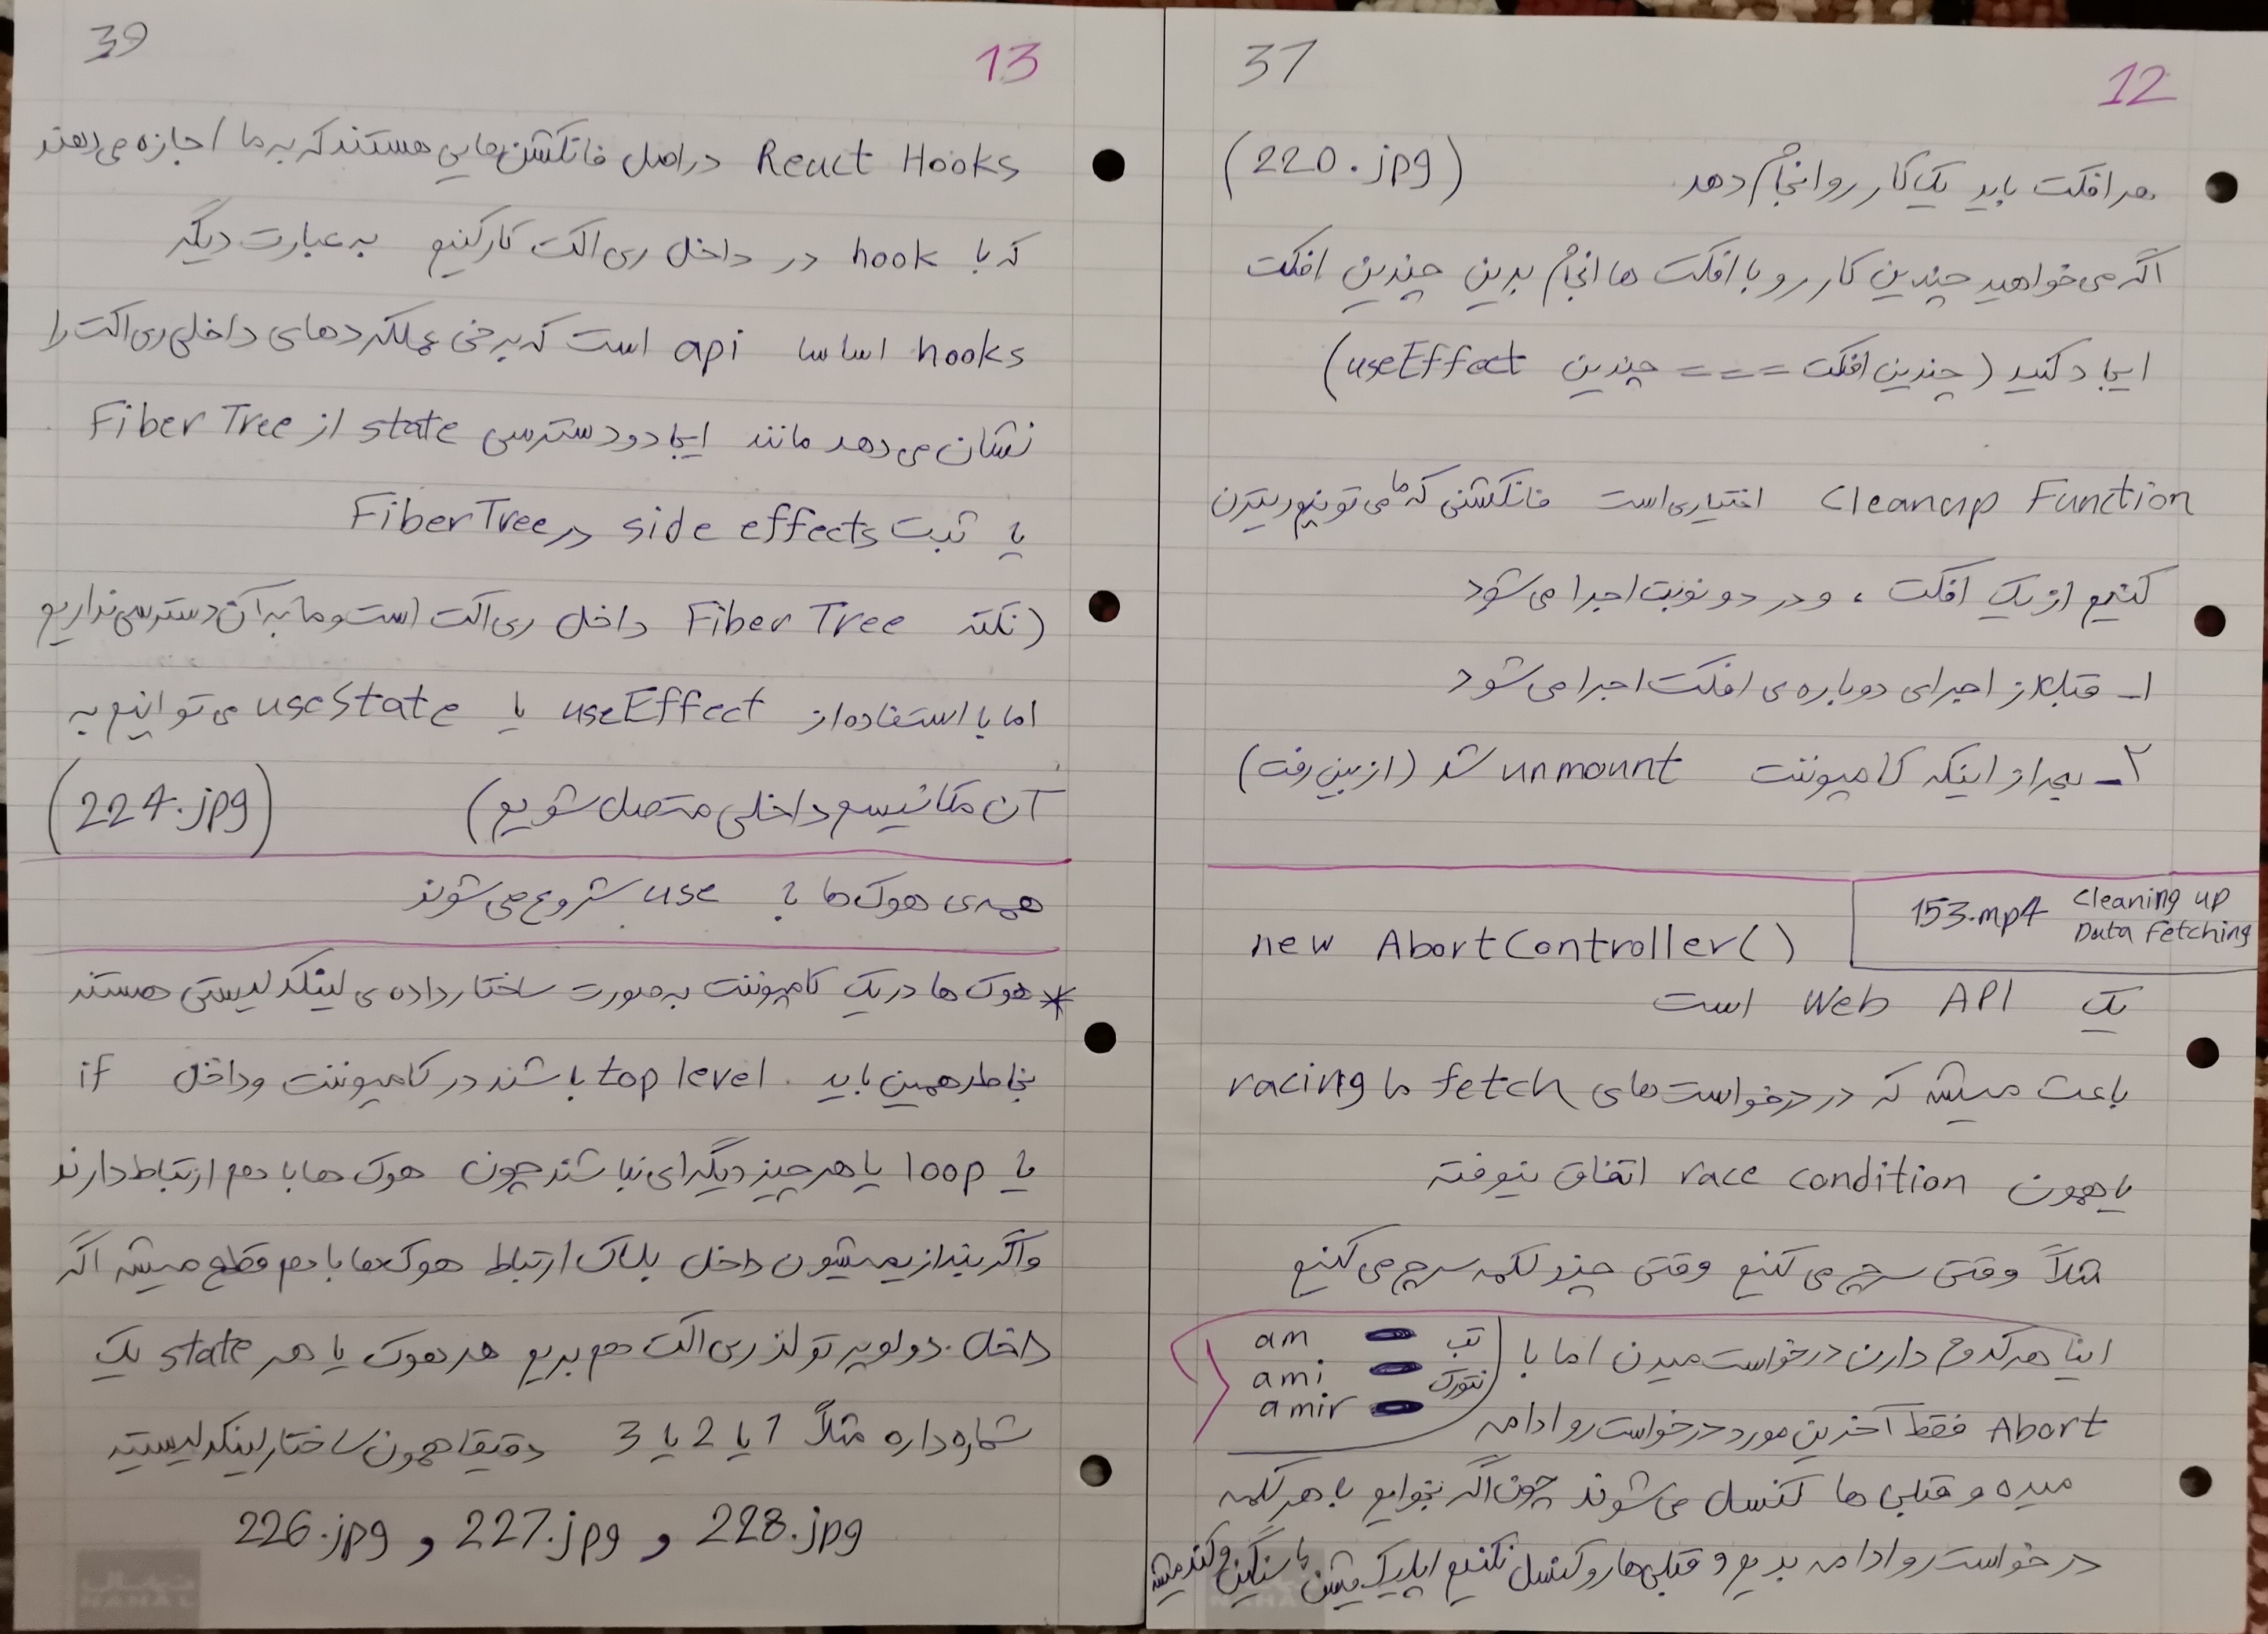 37
12
هر افکت باید یک کار رو انجام دهد (220.jpg)
اگر می‌خواهید چندین کار رو با افکت ها انجام بدین چندین افکت
ایجاد کنید (چندین افکت === چندین useEffect)
Cleanup Function اختیاری است فانکشنی که ما می تونیم ریترن
کنیم از یک افکت ، و در دو نوبت اجرا می‌شود
۱- قبل از اجرای دوباره‌ی افکت اجرا می‌شود
۲- بعد از اینکه کامپوننت unmount شد (از بین رفت)
153.mp4 Cleaning up
Data Fetching
new AbortController()
یک Web API است
باعث میشه که در درخواست‌های fetch ما racing
یا همون race condition اتفاق نیوفته
مثلاً وقتی سرچ می کنیم وقتی چند کلمه سرچ می کنیم
اینا هر کدوم دارن درخواست میدن اما با
تب
نتورک
am
ami
amir
Abort فقط آخرین مورد درخواست رو ادامه
میده و قبلی ها کنسل می‌شوند چون اگر بخوایم با هر کلمه
درخواست رو ادامه بدیم و قبلی‌ها رو کنسل نکنیم اپلیکیشن ما سنگین و کند میشه
39
13
React Hooks در اصل فانکشن‌هایی هستند که به ما اجازه می‌دهند
که با hook در داخل ری اکت کار کنیم به عبارت دیگر
hooks اساسا api است که برخی عملکردهای داخلی ری اکت را
نشان می‌دهد مانند ایجاد و دسترسی state از Fiber Tree
یا ثبت side effects در FiberTree
(نکته Fiber Tree داخل ری اکت است و ما به آن دسترسی نداریم
اما با استفاده از useEffect یا useState می توانیم به
آن مکانیسم داخلی متصل شویم) (224.jpg)
همه‌ی هوک ها با use شروع می‌شوند
* هوک ها در یک کامپوننت به صورت ساختار داده‌ی لینکد لیستی هستند
بخاطر همین باید top level باشند در کامپوننت و داخل if
یا loop یا هر چیز دیگه‌ای نباشند چون هوک ها با هم ارتباط دارند
و اگر بندازیمشون داخل بلاک ارتباط هوک‌ها با هم قطع میشه اگر
داخل دولوپر تولز ری اکت هم بریم هر هوک یا هر state یک
شماره داره مثلاً 1 یا 2 یا 3 دقیقا همون ساختار لینکد لیسته
226.jpg و 227.jpg و 228.jpg